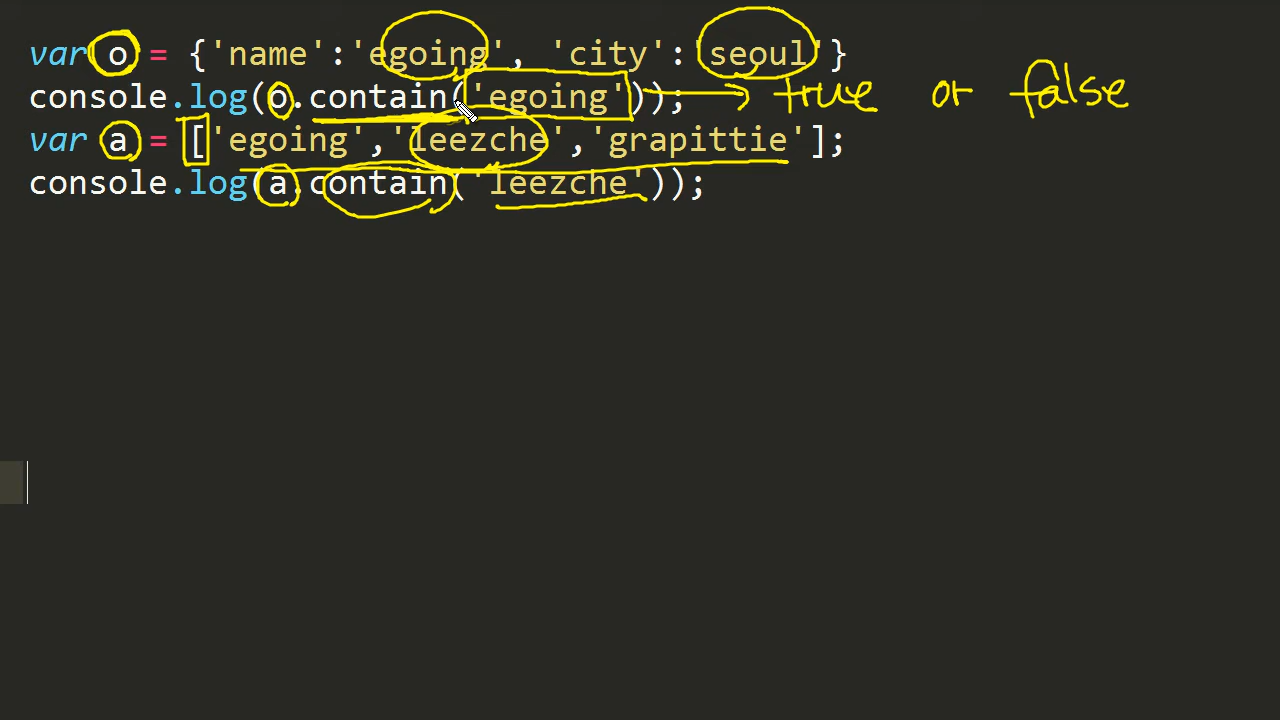 var o = {'name':'egoing', 'city':'seoul'}
console.log(o.contain('egoing')); true or false
var a = ['egoing','leezche','grapittie'];
console.log(a.contain('leezche'));